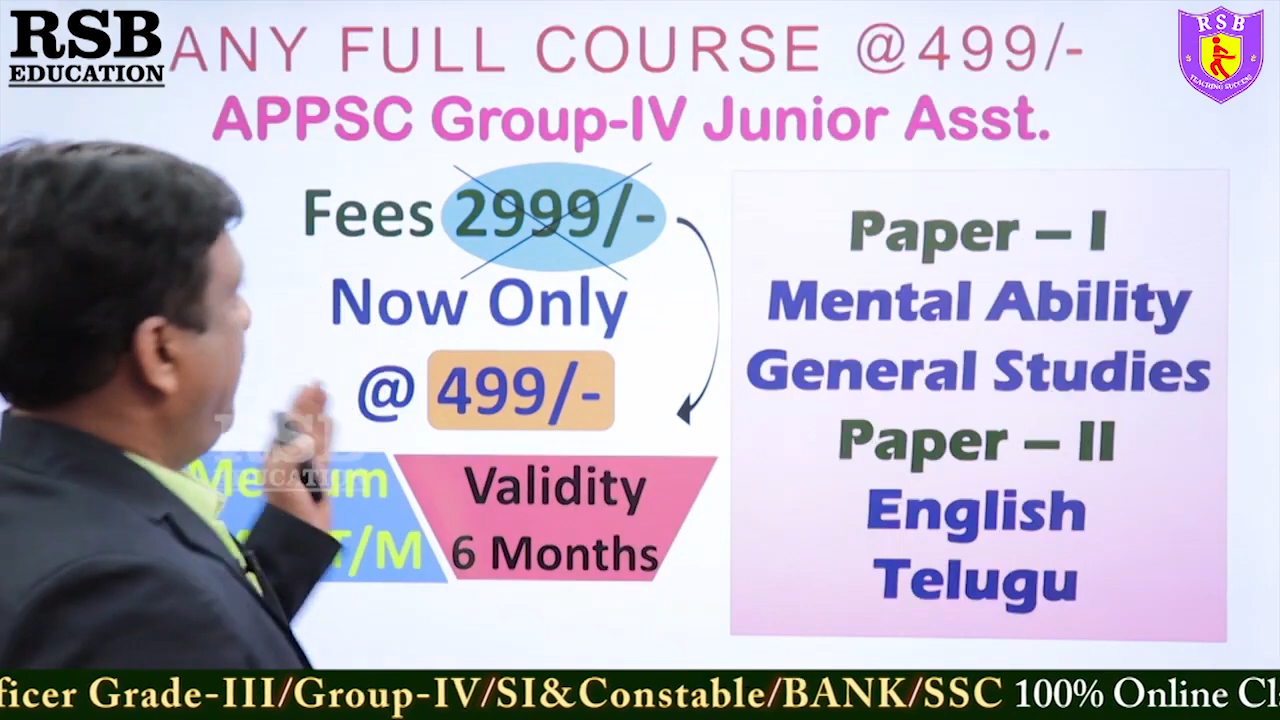 RSB
EDUCATION
ANY FULL COURSE @499/-
RSB
TEACHING SUCCESS
APPSC Group-IV Junior Asst.
Fees 2999/-
Now Only
@ 499/-
Validity
6 Months
Paper – I
Mental Ability
General Studies
Paper – II
English
Telugu
RSB
EDUCATION
T/M
Grade-III/Group-IV/SI&Constable/BANK/SSC 100% Online